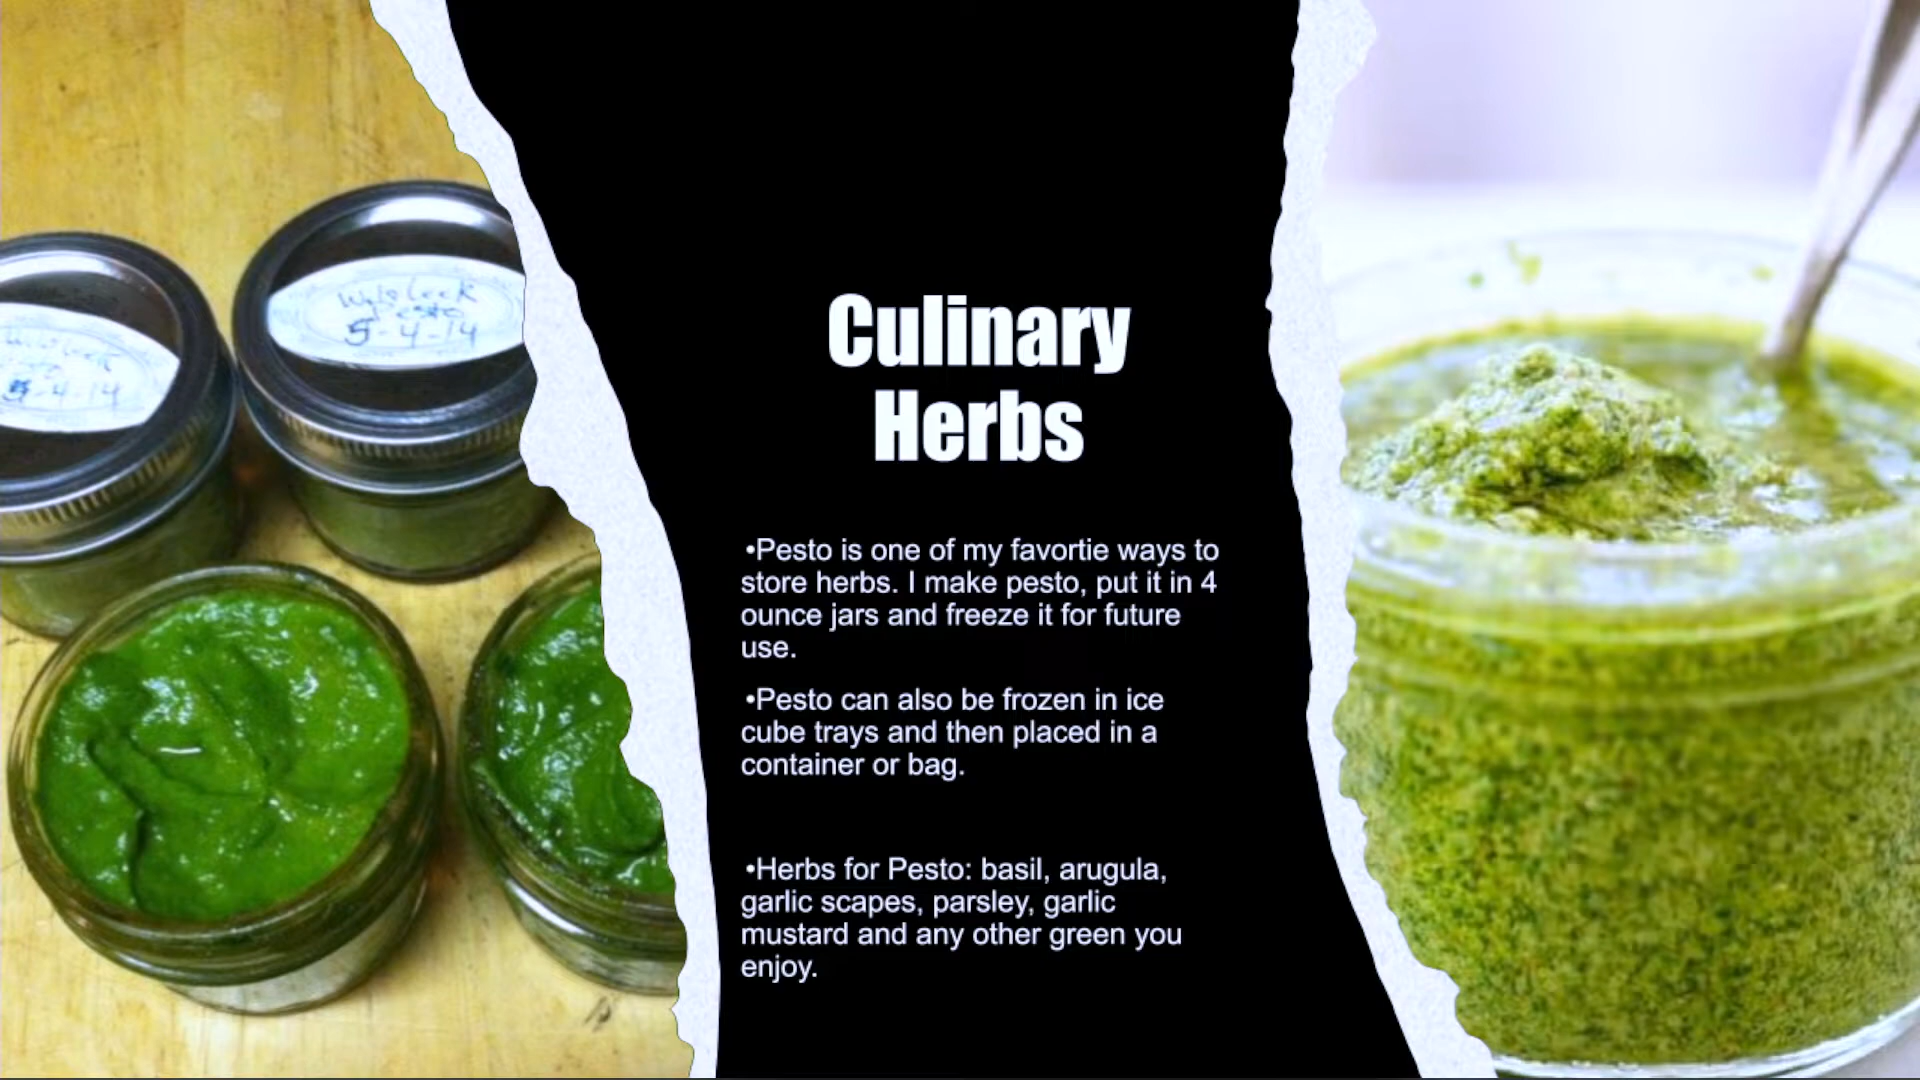 Wild Leek
Pesto
5-4-14
5-4-14
Culinary
Herbs
•Pesto is one of my favortie ways to
store herbs. I make pesto, put it in 4
ounce jars and freeze it for future
use.
•Pesto can also be frozen in ice
cube trays and then placed in a
container or bag.
•Herbs for Pesto: basil, arugula,
garlic scapes, parsley, garlic
mustard and any other green you
enjoy.